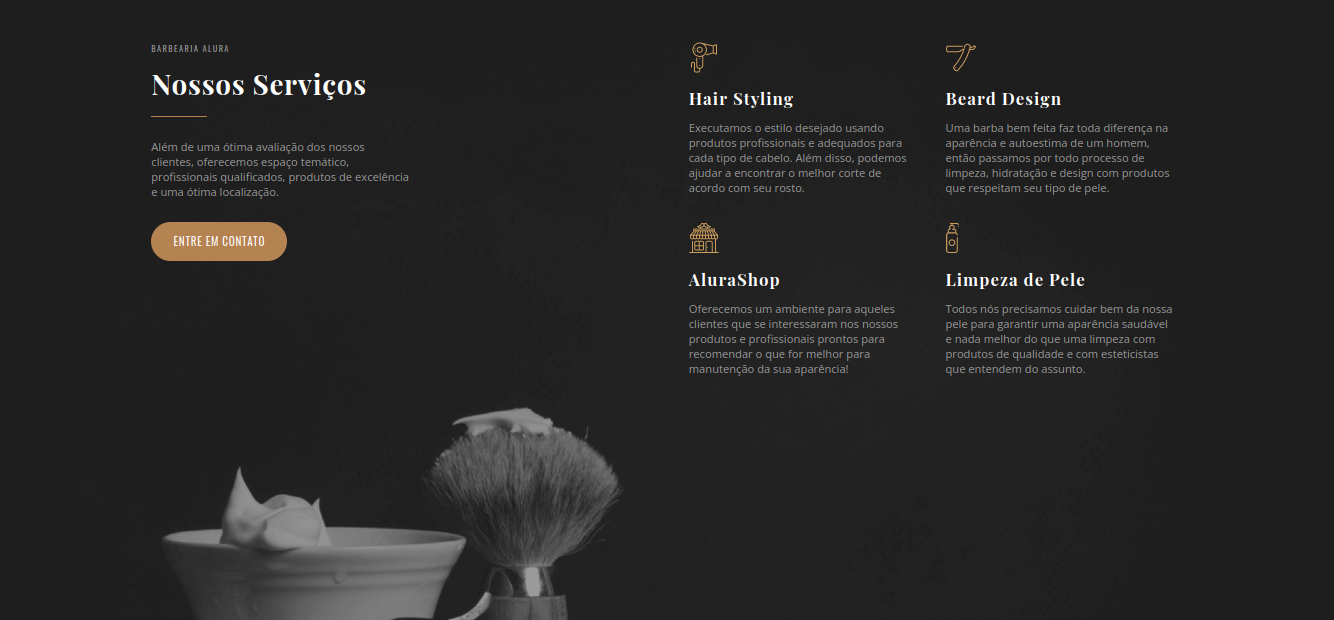 BARBEARIA ALURA
Nossos Serviços
Além de uma ótima avaliação dos nossos
clientes, oferecemos espaço temático,
profissionais qualificados, produtos de excelência
e uma ótima localização.
ENTRE EM CONTATO
Hair Styling
Executamos o estilo desejado usando
produtos profissionais e adequados para
cada tipo de cabelo. Além disso, podemos
ajudar a encontrar o melhor corte de
acordo com seu rosto.
Beard Design
Uma barba bem feita faz toda diferença na
aparência e autoestima de um homem,
então passamos por todo processo de
limpeza, hidratação e design com produtos
que respeitam seu tipo de pele.
AluraShop
Oferecemos um ambiente para aqueles
clientes que se interessaram nos nossos
produtos e profissionais prontos para
recomendar o que for melhor para
manutenção da sua aparência!
Limpeza de Pele
Todos nós precisamos cuidar bem da nossa
pele para garantir uma aparência saudável
e nada melhor do que uma limpeza com
produtos de qualidade e com esteticistas
que entendem do assunto.